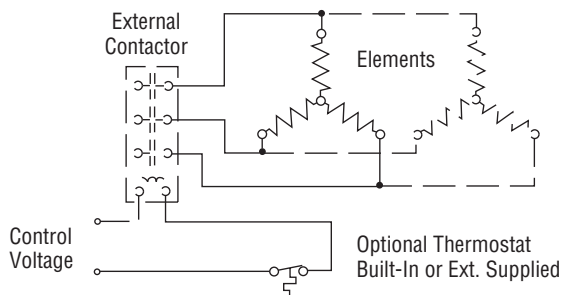 External
Contactor
Elements
Control
Voltage
Optional Thermostat
Built-In or Ext. Supplied